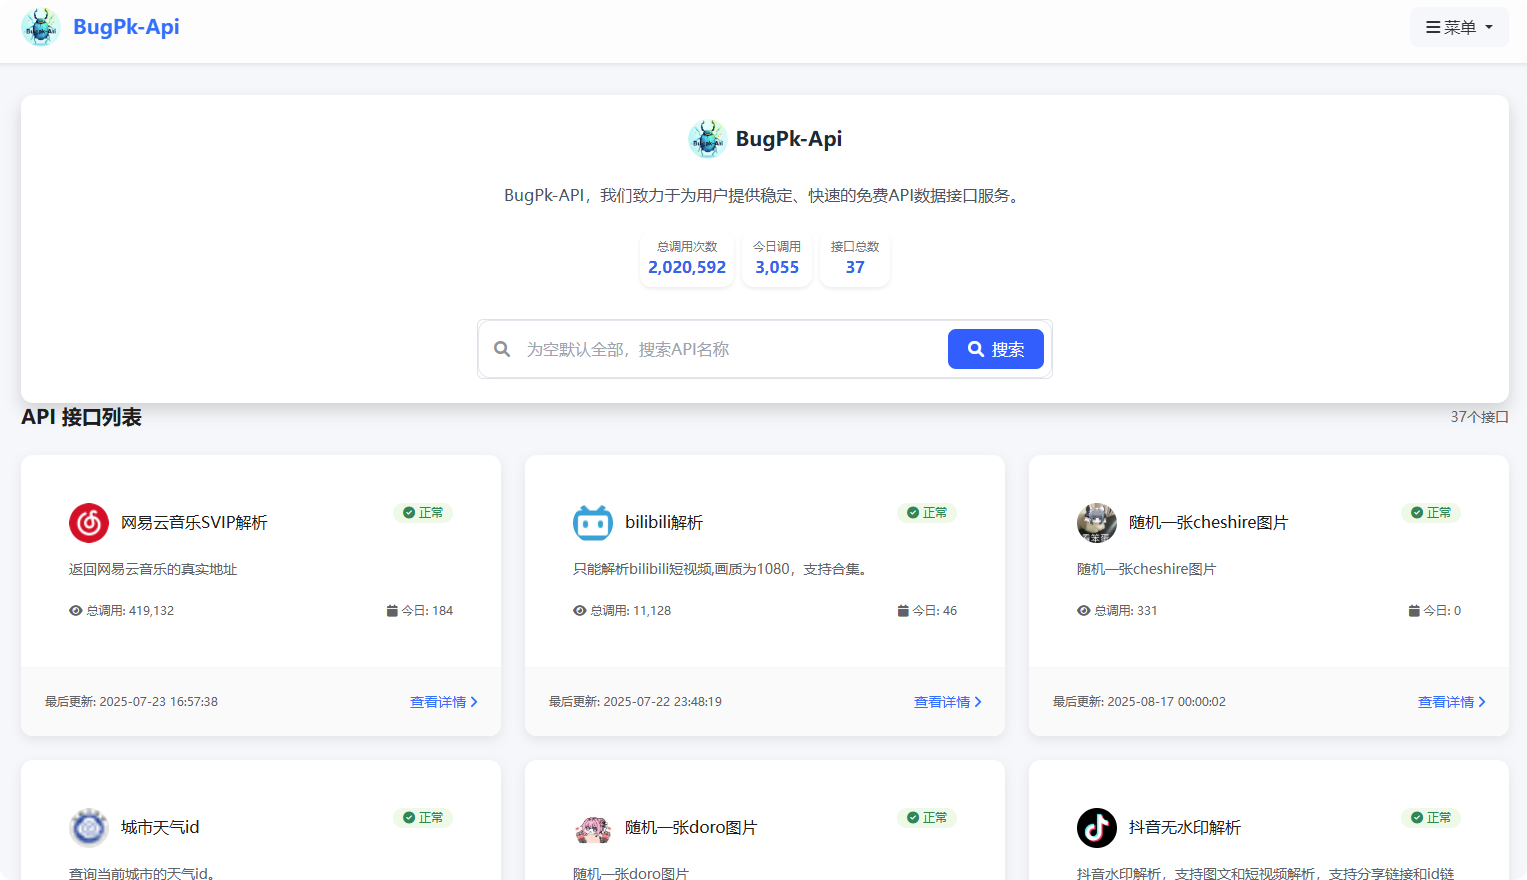 BugPk-Api
菜单
BugPk-Api
BugPk-API，我们致力于为用户提供稳定、快速的免费API数据接口服务。
总调用次数 今日调用 接口总数
2,020,592 3,055 37
为空默认全部，搜索API名称 搜索
API 接口列表 37个接口
网易云音乐SVIP解析 正常
返回网易云音乐的真实地址
总调用: 419,132 今日: 184
最后更新: 2025-07-23 16:57:38 查看详情
bilibili解析 正常
只能解析bilibili短视频,画质为1080，支持合集。
总调用: 11,128 今日: 46
最后更新: 2025-07-22 23:48:19 查看详情
随机一张cheshire图片 正常
随机一张cheshire图片
总调用: 331 今日: 0
最后更新: 2025-08-17 00:00:02 查看详情
城市天气id 正常
查询当前城市的天气id。
随机一张doro图片 正常
随机一张doro图片
抖音无水印解析 正常
抖音水印解析，支持图文和短视频解析，支持分享链接和id链